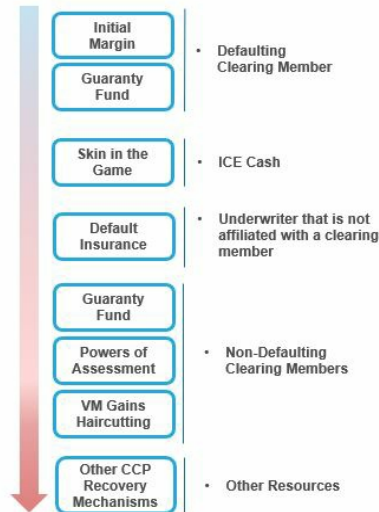 Initial
Margin
Guaranty
Fund
• Defaulting
Clearing Member
Skin in the
Game
• ICE Cash
Default
Insurance
• Underwriter that is not
affiliated with a clearing
member
Guaranty
Fund
Powers of
Assessment
VM Gains
Haircutting
• Non-Defaulting
Clearing Members
Other CCP
Recovery
Mechanisms
• Other Resources